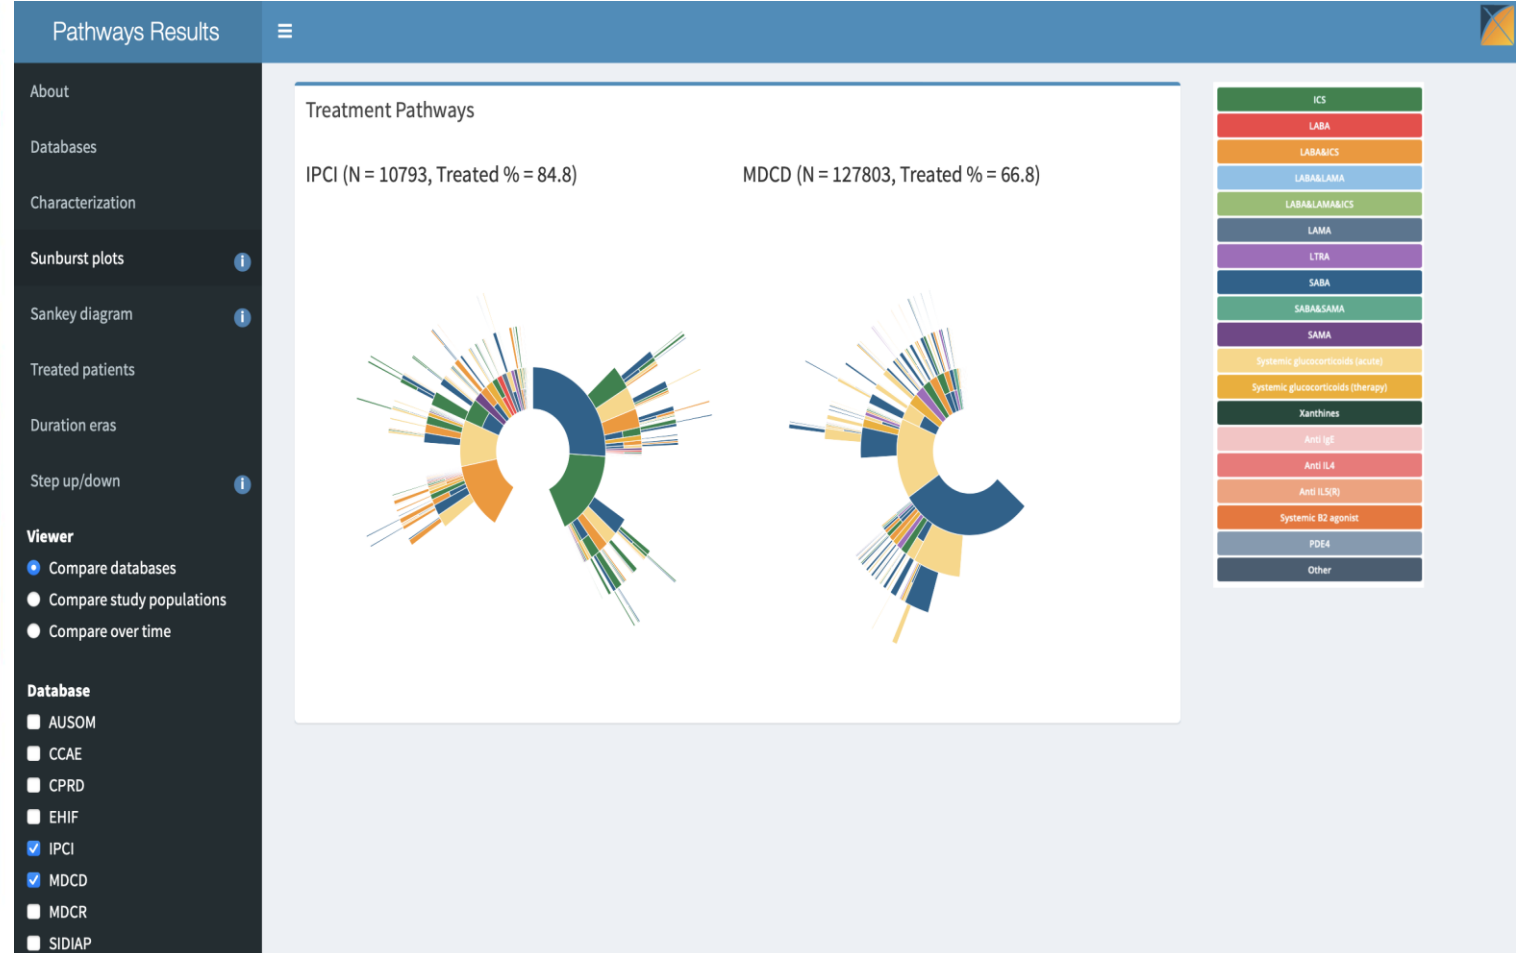 Pathways Results
About
Databases
Characterization
Sunburst plots
Sankey diagram
Treated patients
Duration eras
Step up/down
Viewer
Compare databases
Compare study populations
Compare over time
Database
AUSOM
CCAE
CPRD
EHIF
IPCI
MDCD
MDCR
SIDIAP
Treatment Pathways
IPCI (N = 10793, Treated % = 84.8)
MDCD (N = 127803, Treated % = 66.8)
ICS
LABA
LABA&ICS
LABA&LAMA
LABA&LAMA&ICS
LAMA
LTRA
SABA
SABA&SAMA
SAMA
Systemic glucocorticoids (acute)
Systemic glucocorticoids (therapy)
Xanthines
Anti IgE
Anti IL4
Anti IL5(R)
Systemic B2 agonist
PDE4
Other